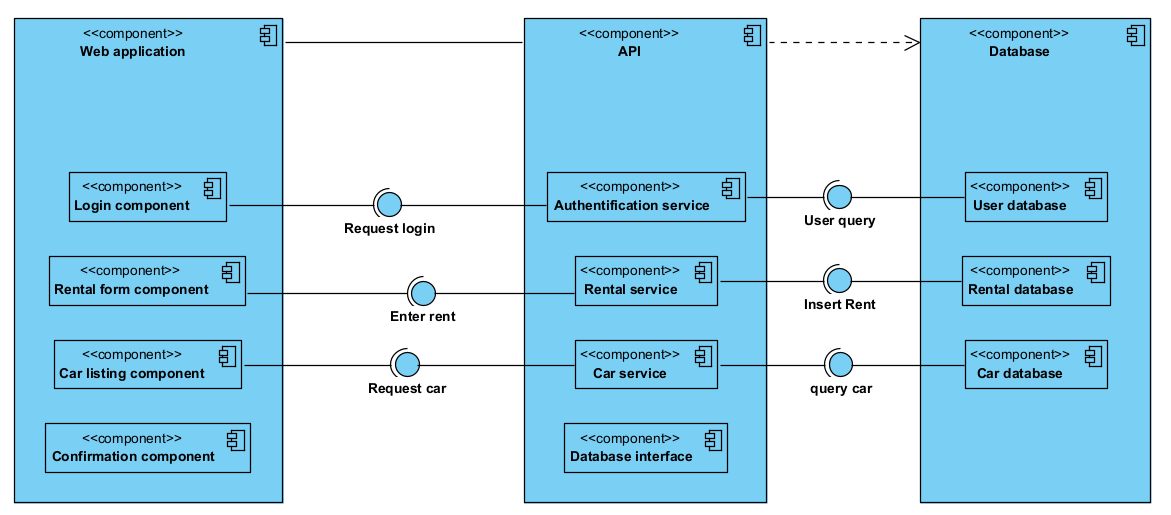 <<component>>
Web application
<<component>>
API
<<component>>
Database
<<component>>
Login component
Request login
<<component>>
Authentification service
User query
<<component>>
User database
<<component>>
Rental form component
Enter rent
<<component>>
Rental service
Insert Rent
<<component>>
Rental database
<<component>>
Car listing component
Request car
<<component>>
Car service
query car
<<component>>
Car database
<<component>>
Confirmation component
<<component>>
Database interface